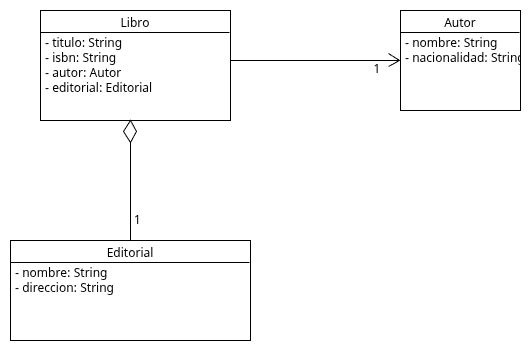 Libro
- titulo: String
- isbn: String
- autor: Autor
- editorial: Editorial
Autor
- nombre: String
- nacionalidad: String
1
1
Editorial
- nombre: String
- direccion: String